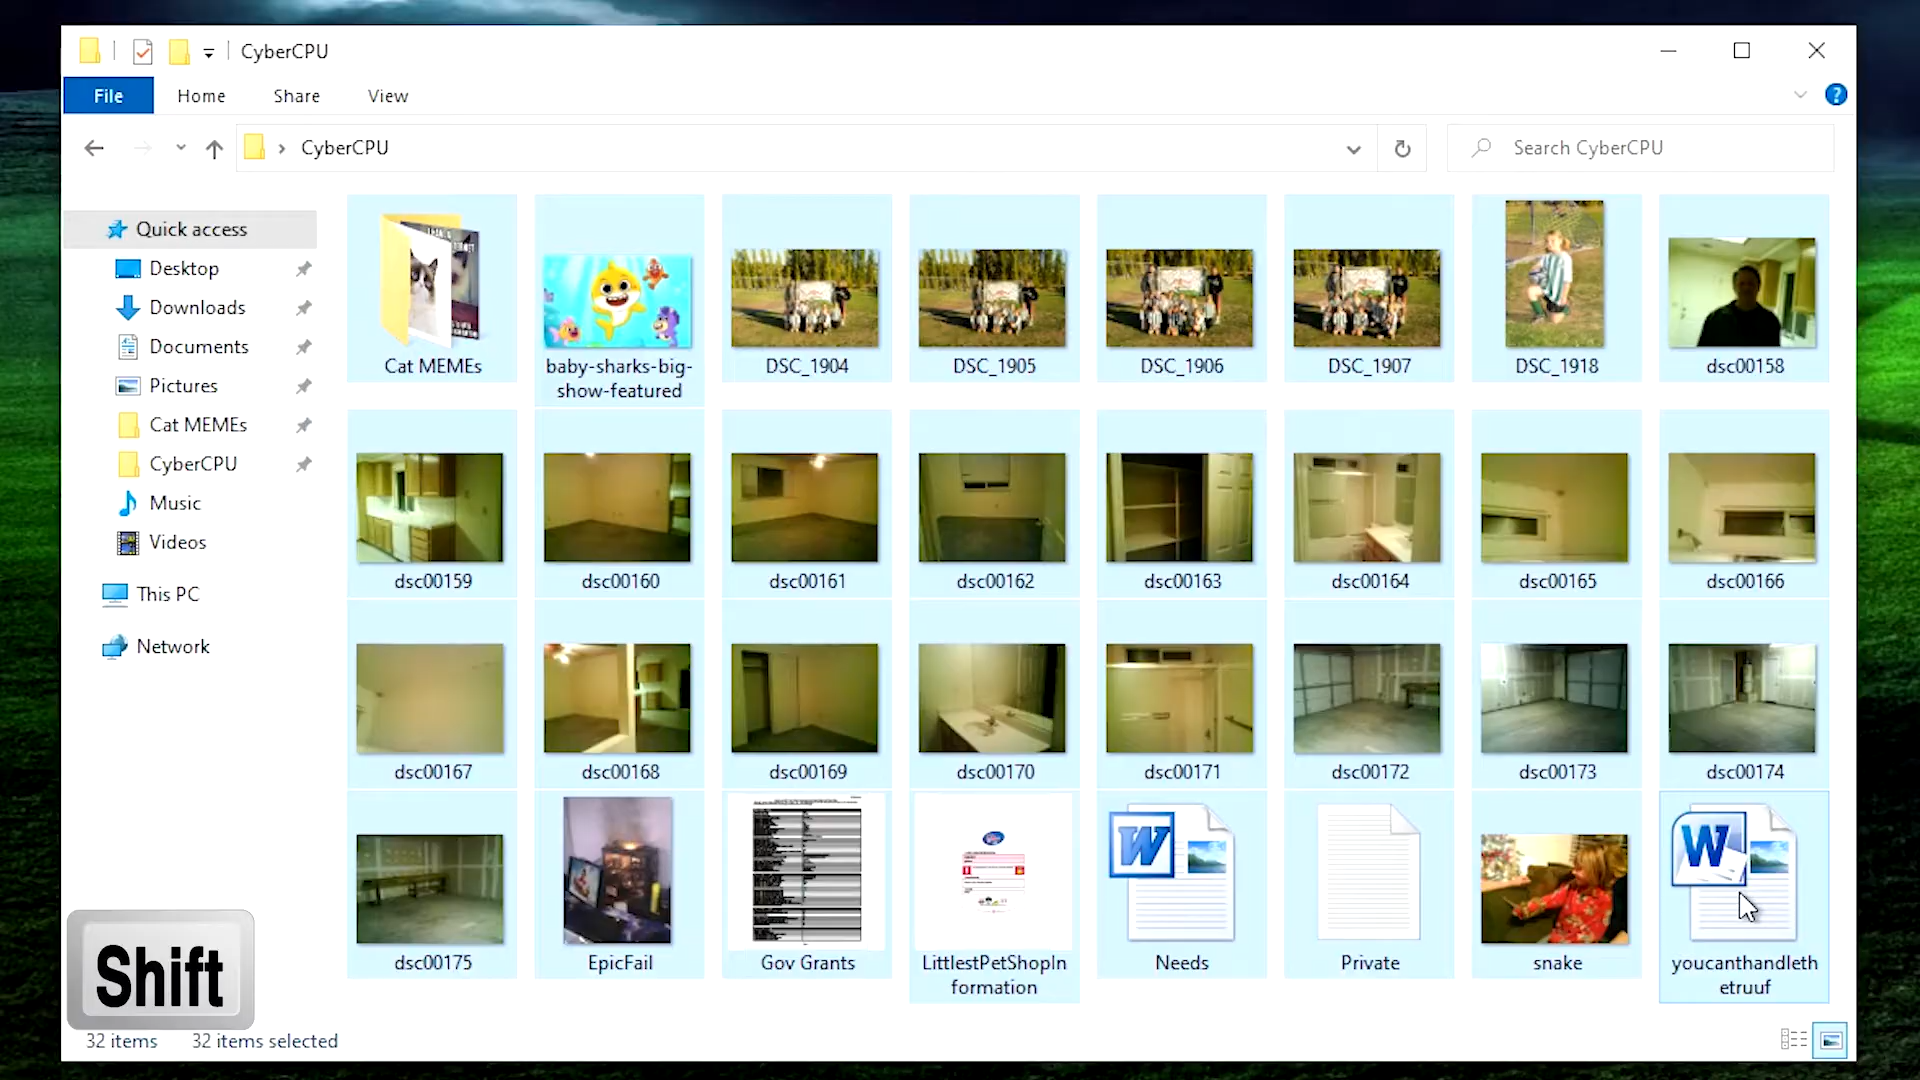 CyberCPU
File
Home
Share
View
?
CyberCPU
Search CyberCPU
Quick access
Desktop
Downloads
Documents
Pictures
Cat MEMEs
CyberCPU
Music
Videos
This PC
Network
Cat MEMEs
baby-sharks-big-
show-featured
DSC_1904
DSC_1905
DSC_1906
DSC_1907
DSC_1918
dsc00158
dsc00159
dsc00160
dsc00161
dsc00162
dsc00163
dsc00164
dsc00165
dsc00166
dsc00167
dsc00168
dsc00169
dsc00170
dsc00171
dsc00172
dsc00173
dsc00174
W
W
dsc00175
EpicFail
Gov Grants
LittlestPetShopIn
formation
Needs
Private
snake
youcanthandleth
etruuf
Shift
32 items
32 items selected